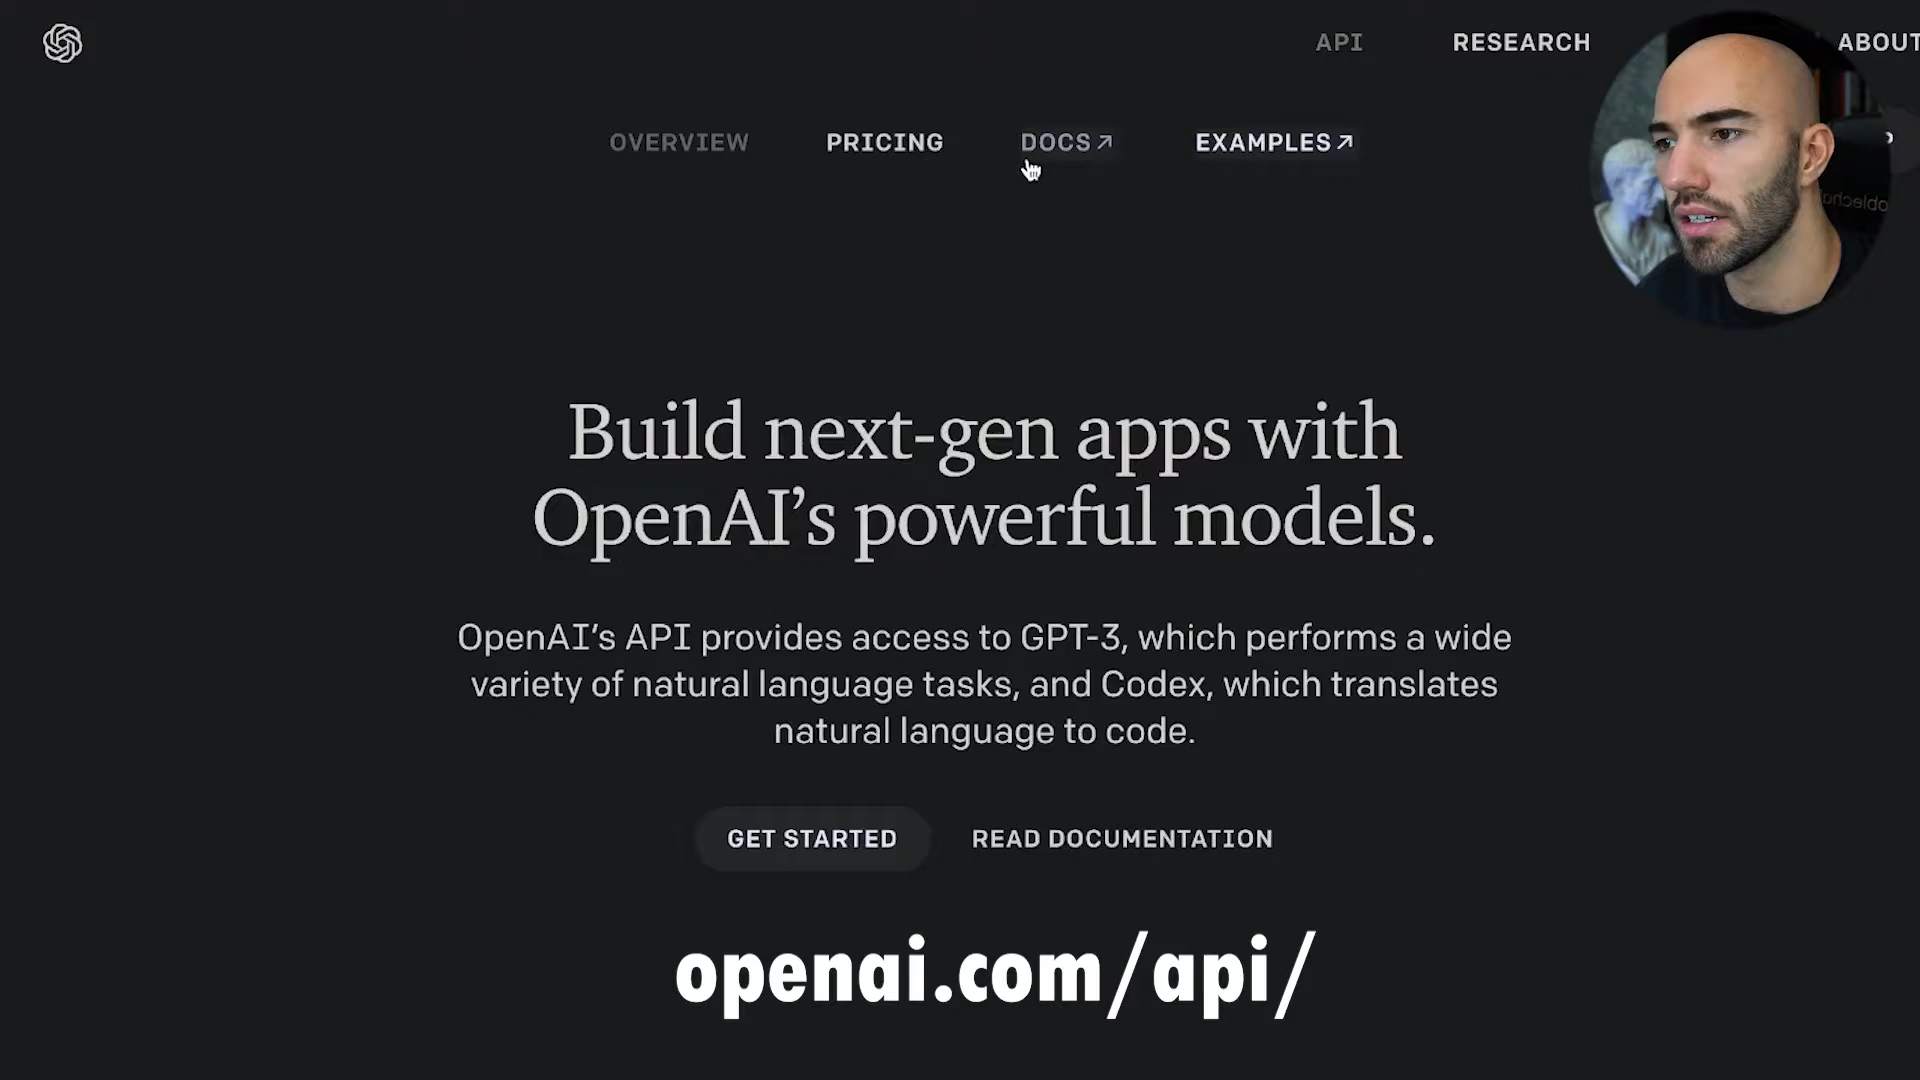 API RESEARCH ABOUT
OVERVIEW PRICING DOCS↗ EXAMPLES↗
Build next-gen apps with
OpenAI’s powerful models.
OpenAI’s API provides access to GPT-3, which performs a wide
variety of natural language tasks, and Codex, which translates
natural language to code.
GET STARTED READ DOCUMENTATION
openai.com/api/